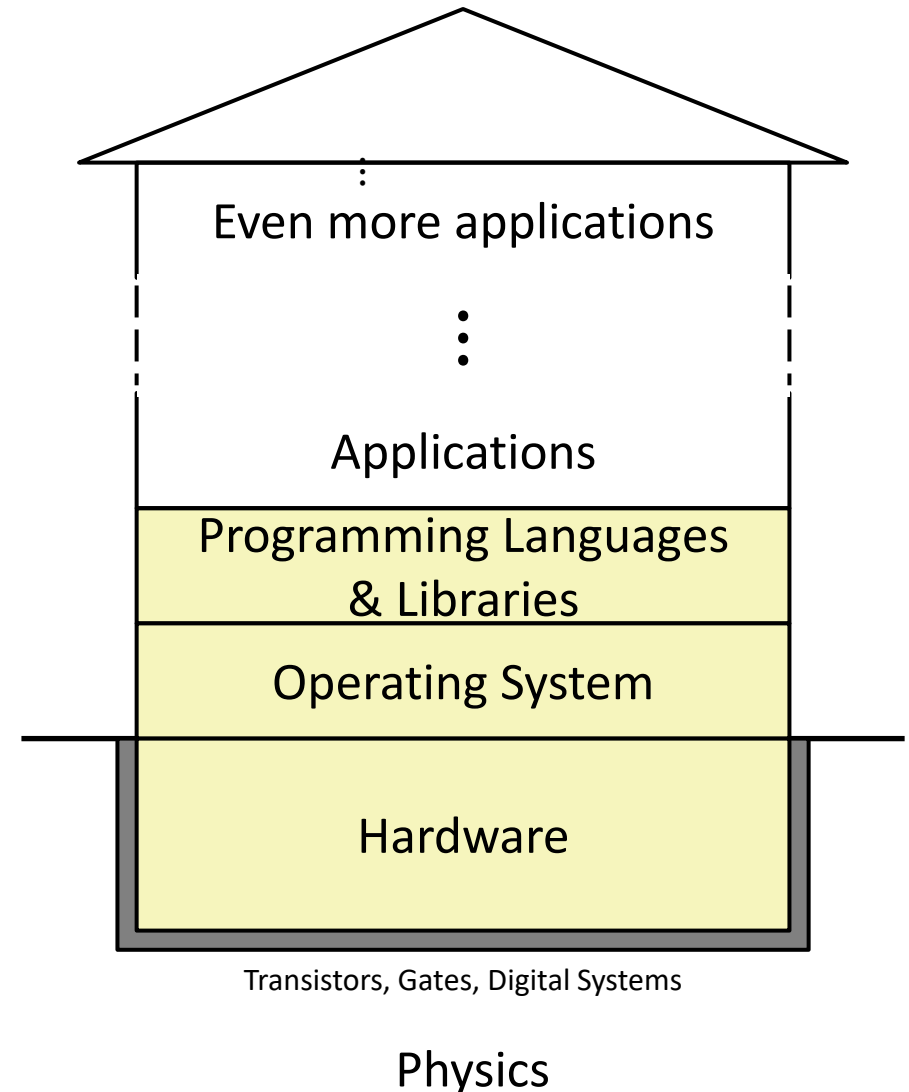 ⋮
Even more applications
⋮
Applications
Programming Languages
& Libraries
Operating System
Hardware
Transistors, Gates, Digital Systems
Physics